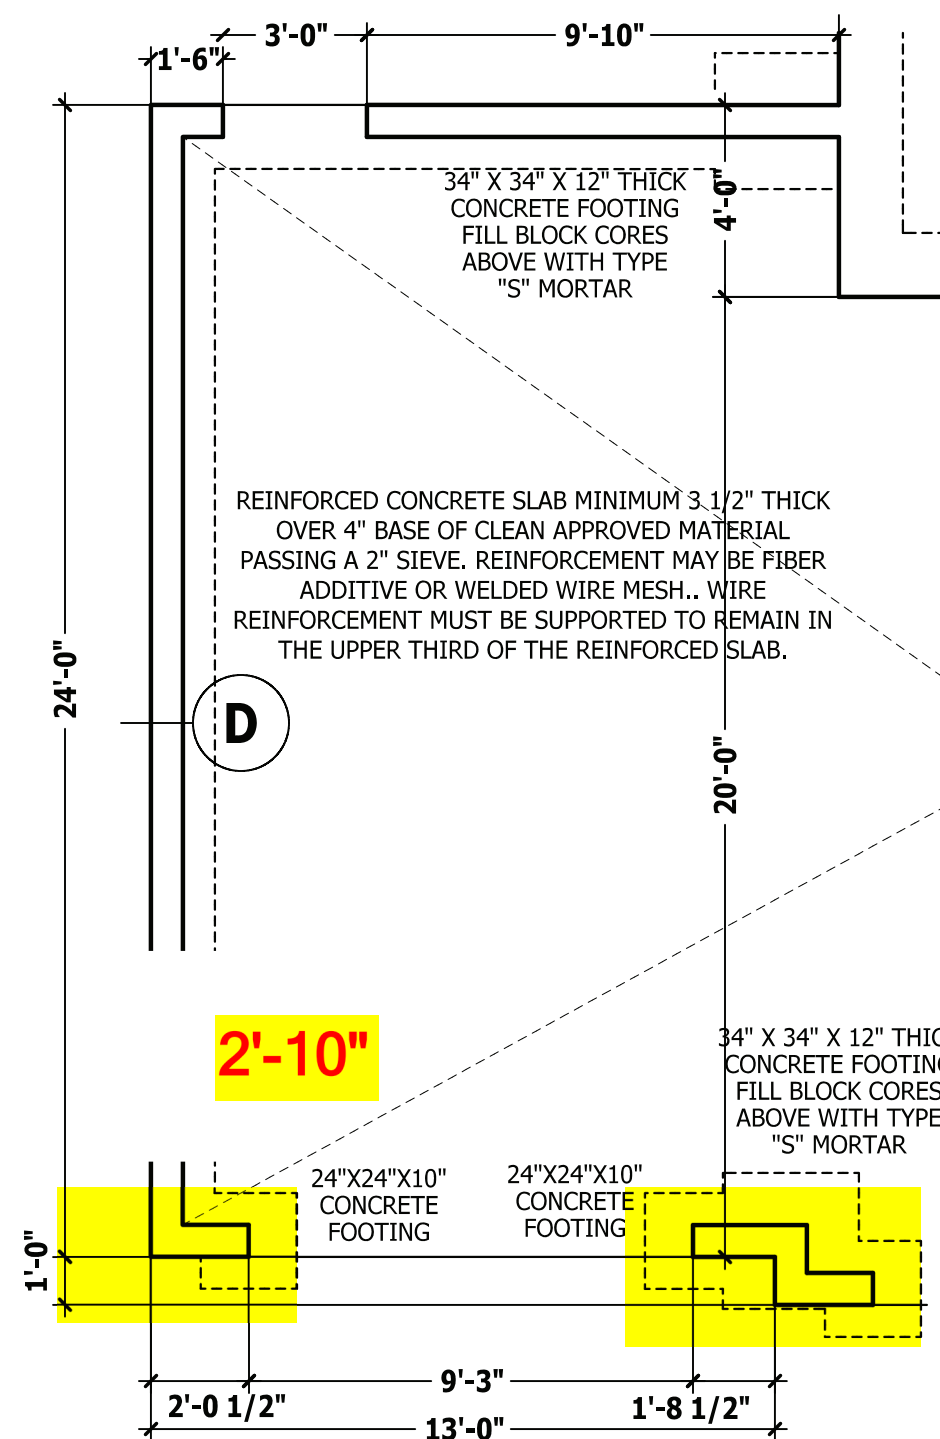 3'-0"
9'-10"
1'-6"
34" X 34" X 12" THICK
CONCRETE FOOTING
FILL BLOCK CORES
ABOVE WITH TYPE
"S" MORTAR
4'-0"
REINFORCED CONCRETE SLAB MINIMUM 3 1/2" THICK
OVER 4" BASE OF CLEAN APPROVED MATERIAL
PASSING A 2" SIEVE. REINFORCEMENT MAY BE FIBER
ADDITIVE OR WELDED WIRE MESH.. WIRE
REINFORCEMENT MUST BE SUPPORTED TO REMAIN IN
THE UPPER THIRD OF THE REINFORCED SLAB.
24'-0"
D
20'-0"
2'-10"
34" X 34" X 12" THIC
CONCRETE FOOTING
FILL BLOCK CORES
ABOVE WITH TYPE
"S" MORTAR
24"X24"X10"
CONCRETE
FOOTING
24"X24"X10"
CONCRETE
FOOTING
1'-0"
9'-3"
2'-0 1/2"
1'-8 1/2"
13'-0"